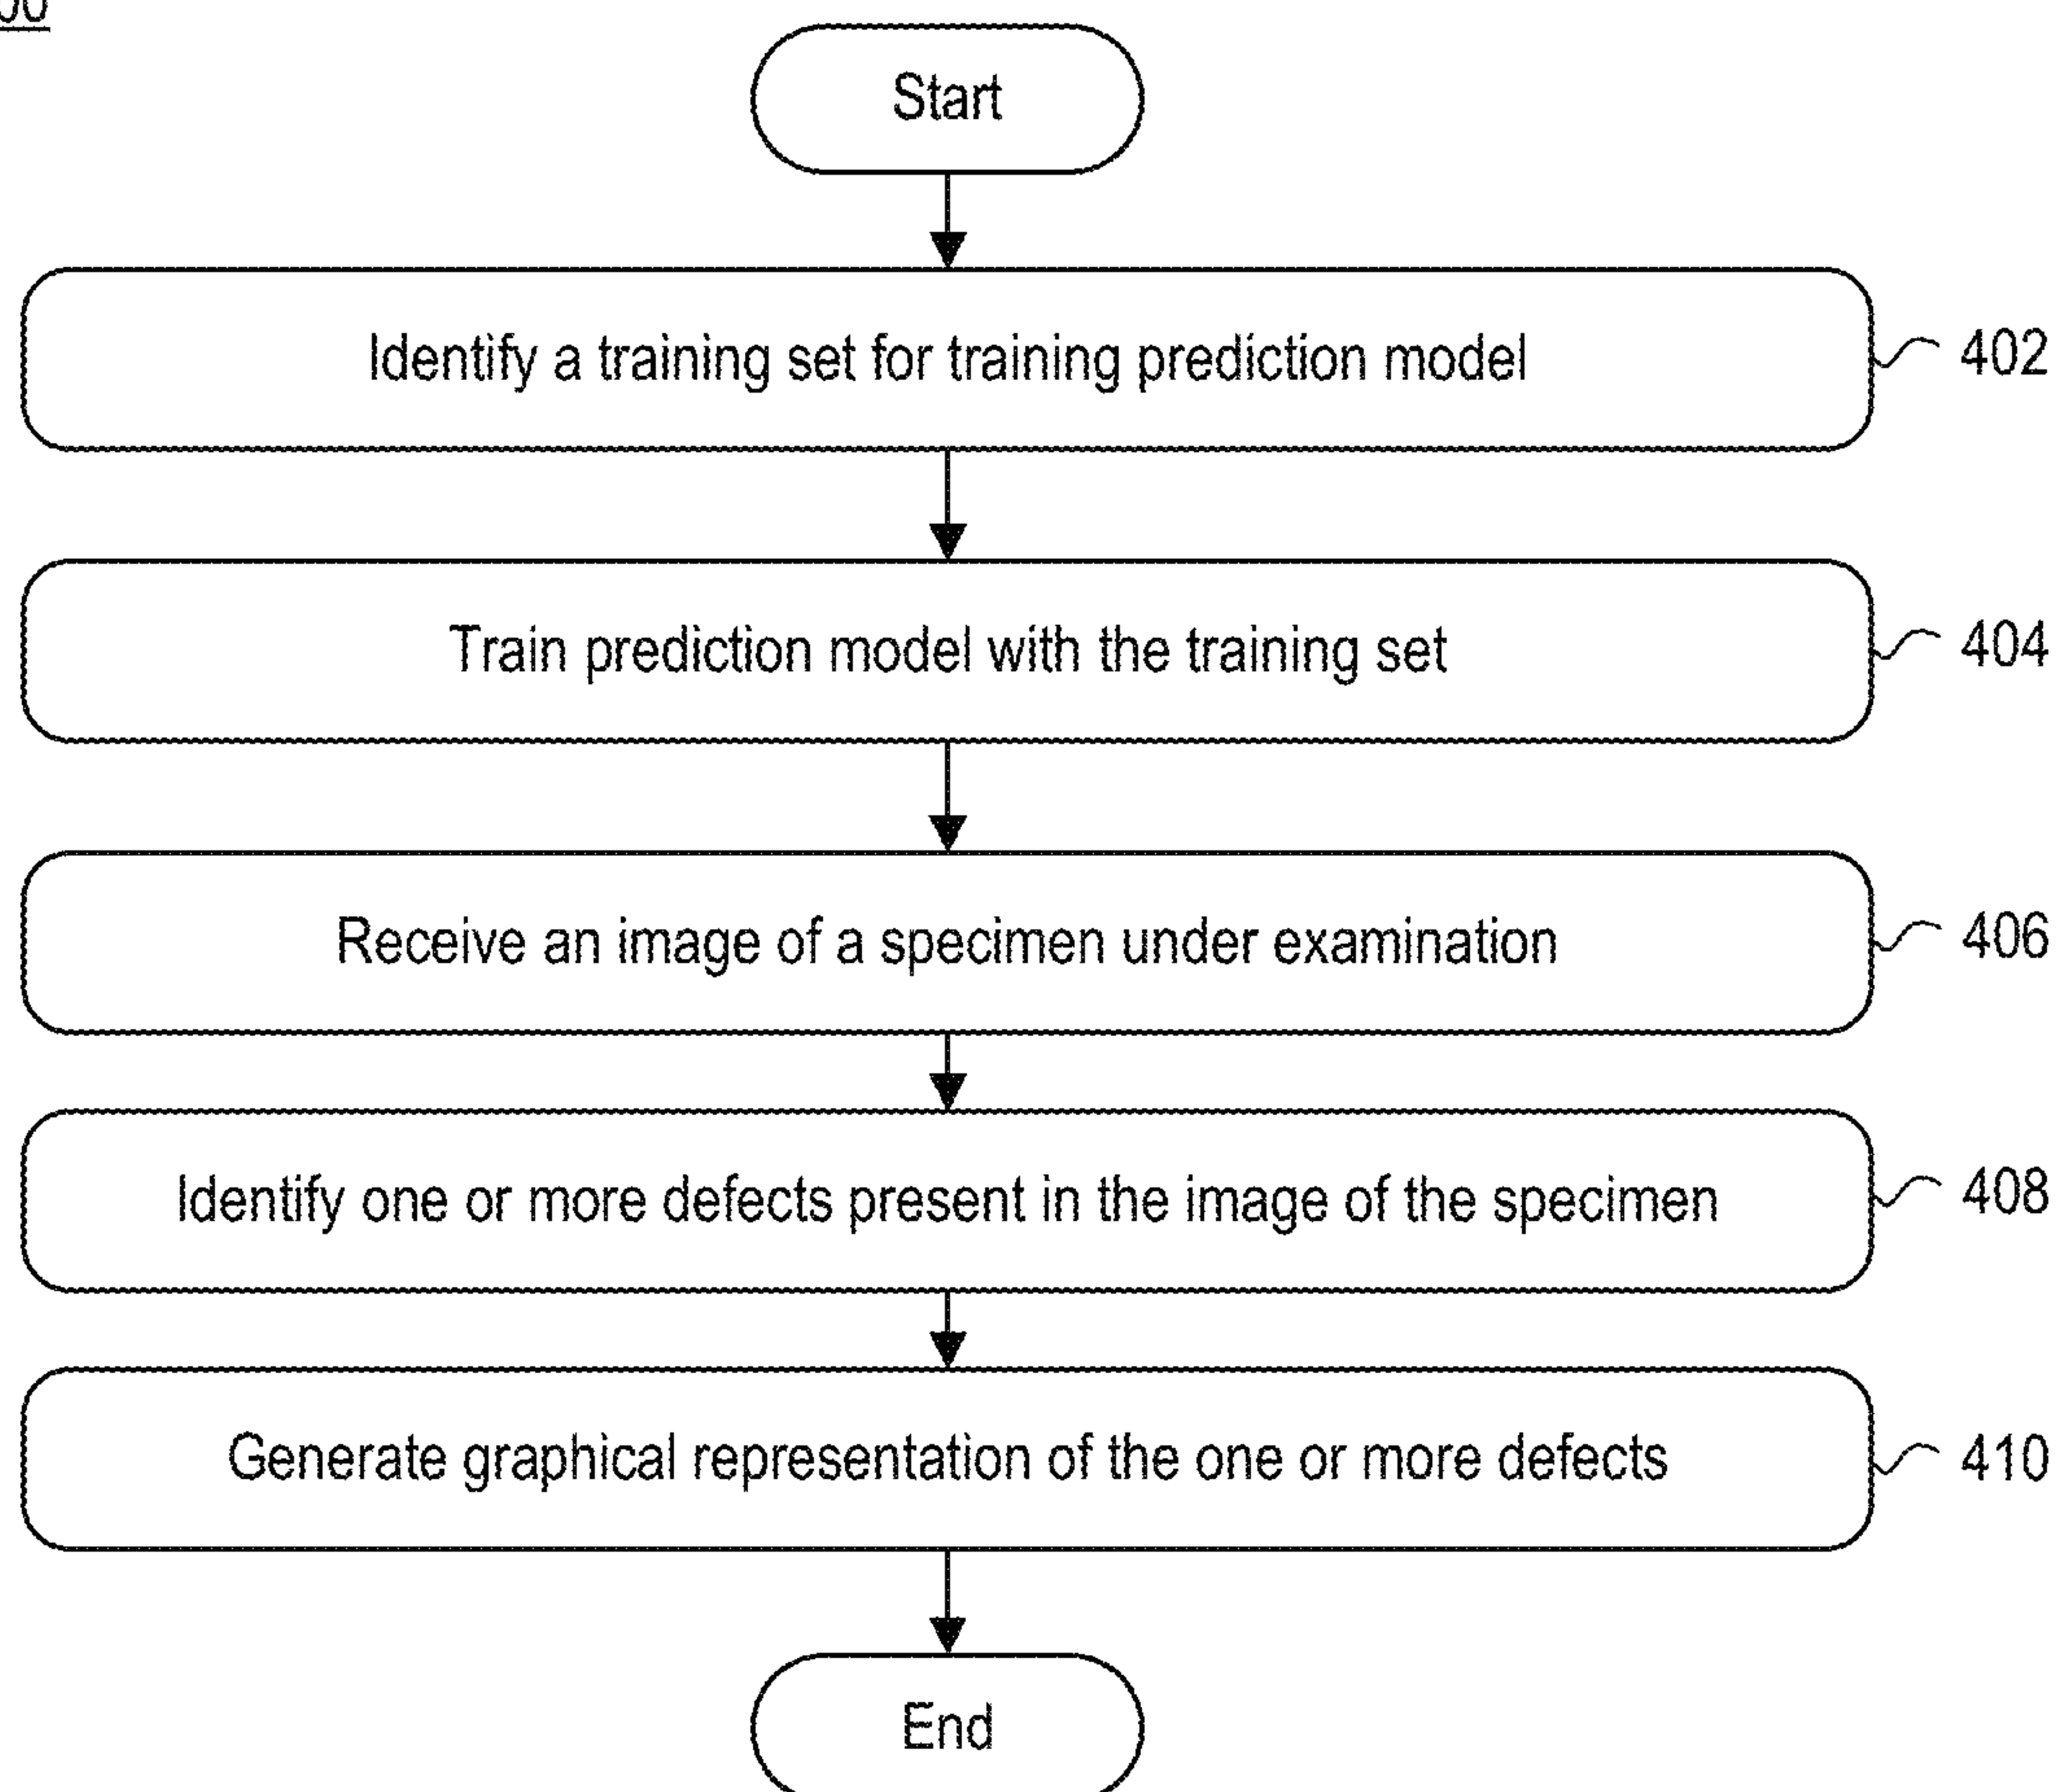 Start
Identify a training set for training prediction model
402
Train prediction model with the training set
404
Receive an image of a specimen under examination
406
Identify one or more defects present in the image of the specimen
408
Generate graphical representation of the one or more defects
410
End